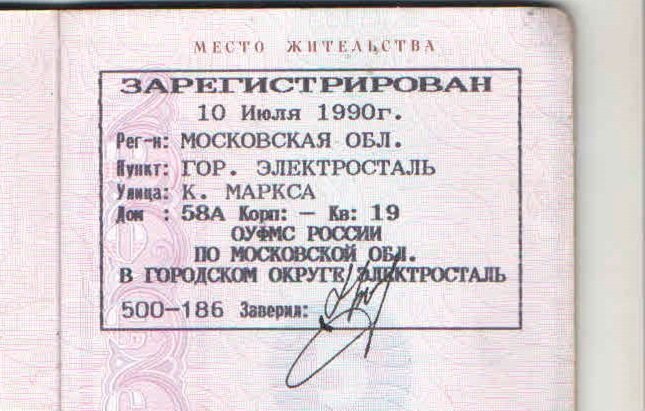 МЕСТО ЖИТЕЛЬСТВА
ЗАРЕГИСТРИРОВАН
10 Июля 1990г.
Рег-н: МОСКОВСКАЯ ОБЛ.
Пункт: ГОР. ЭЛЕКТРОСТАЛЬ
Улица: К. МАРКСА
Дом : 58А Корп: — Кв: 19
ОУФМС РОССИИ
ПО МОСКОВСКОЙ ОБЛ.
В ГОРОДСКОМ ОКРУГЕ ЭЛЕКТРОСТАЛЬ
500-186 Заверил: